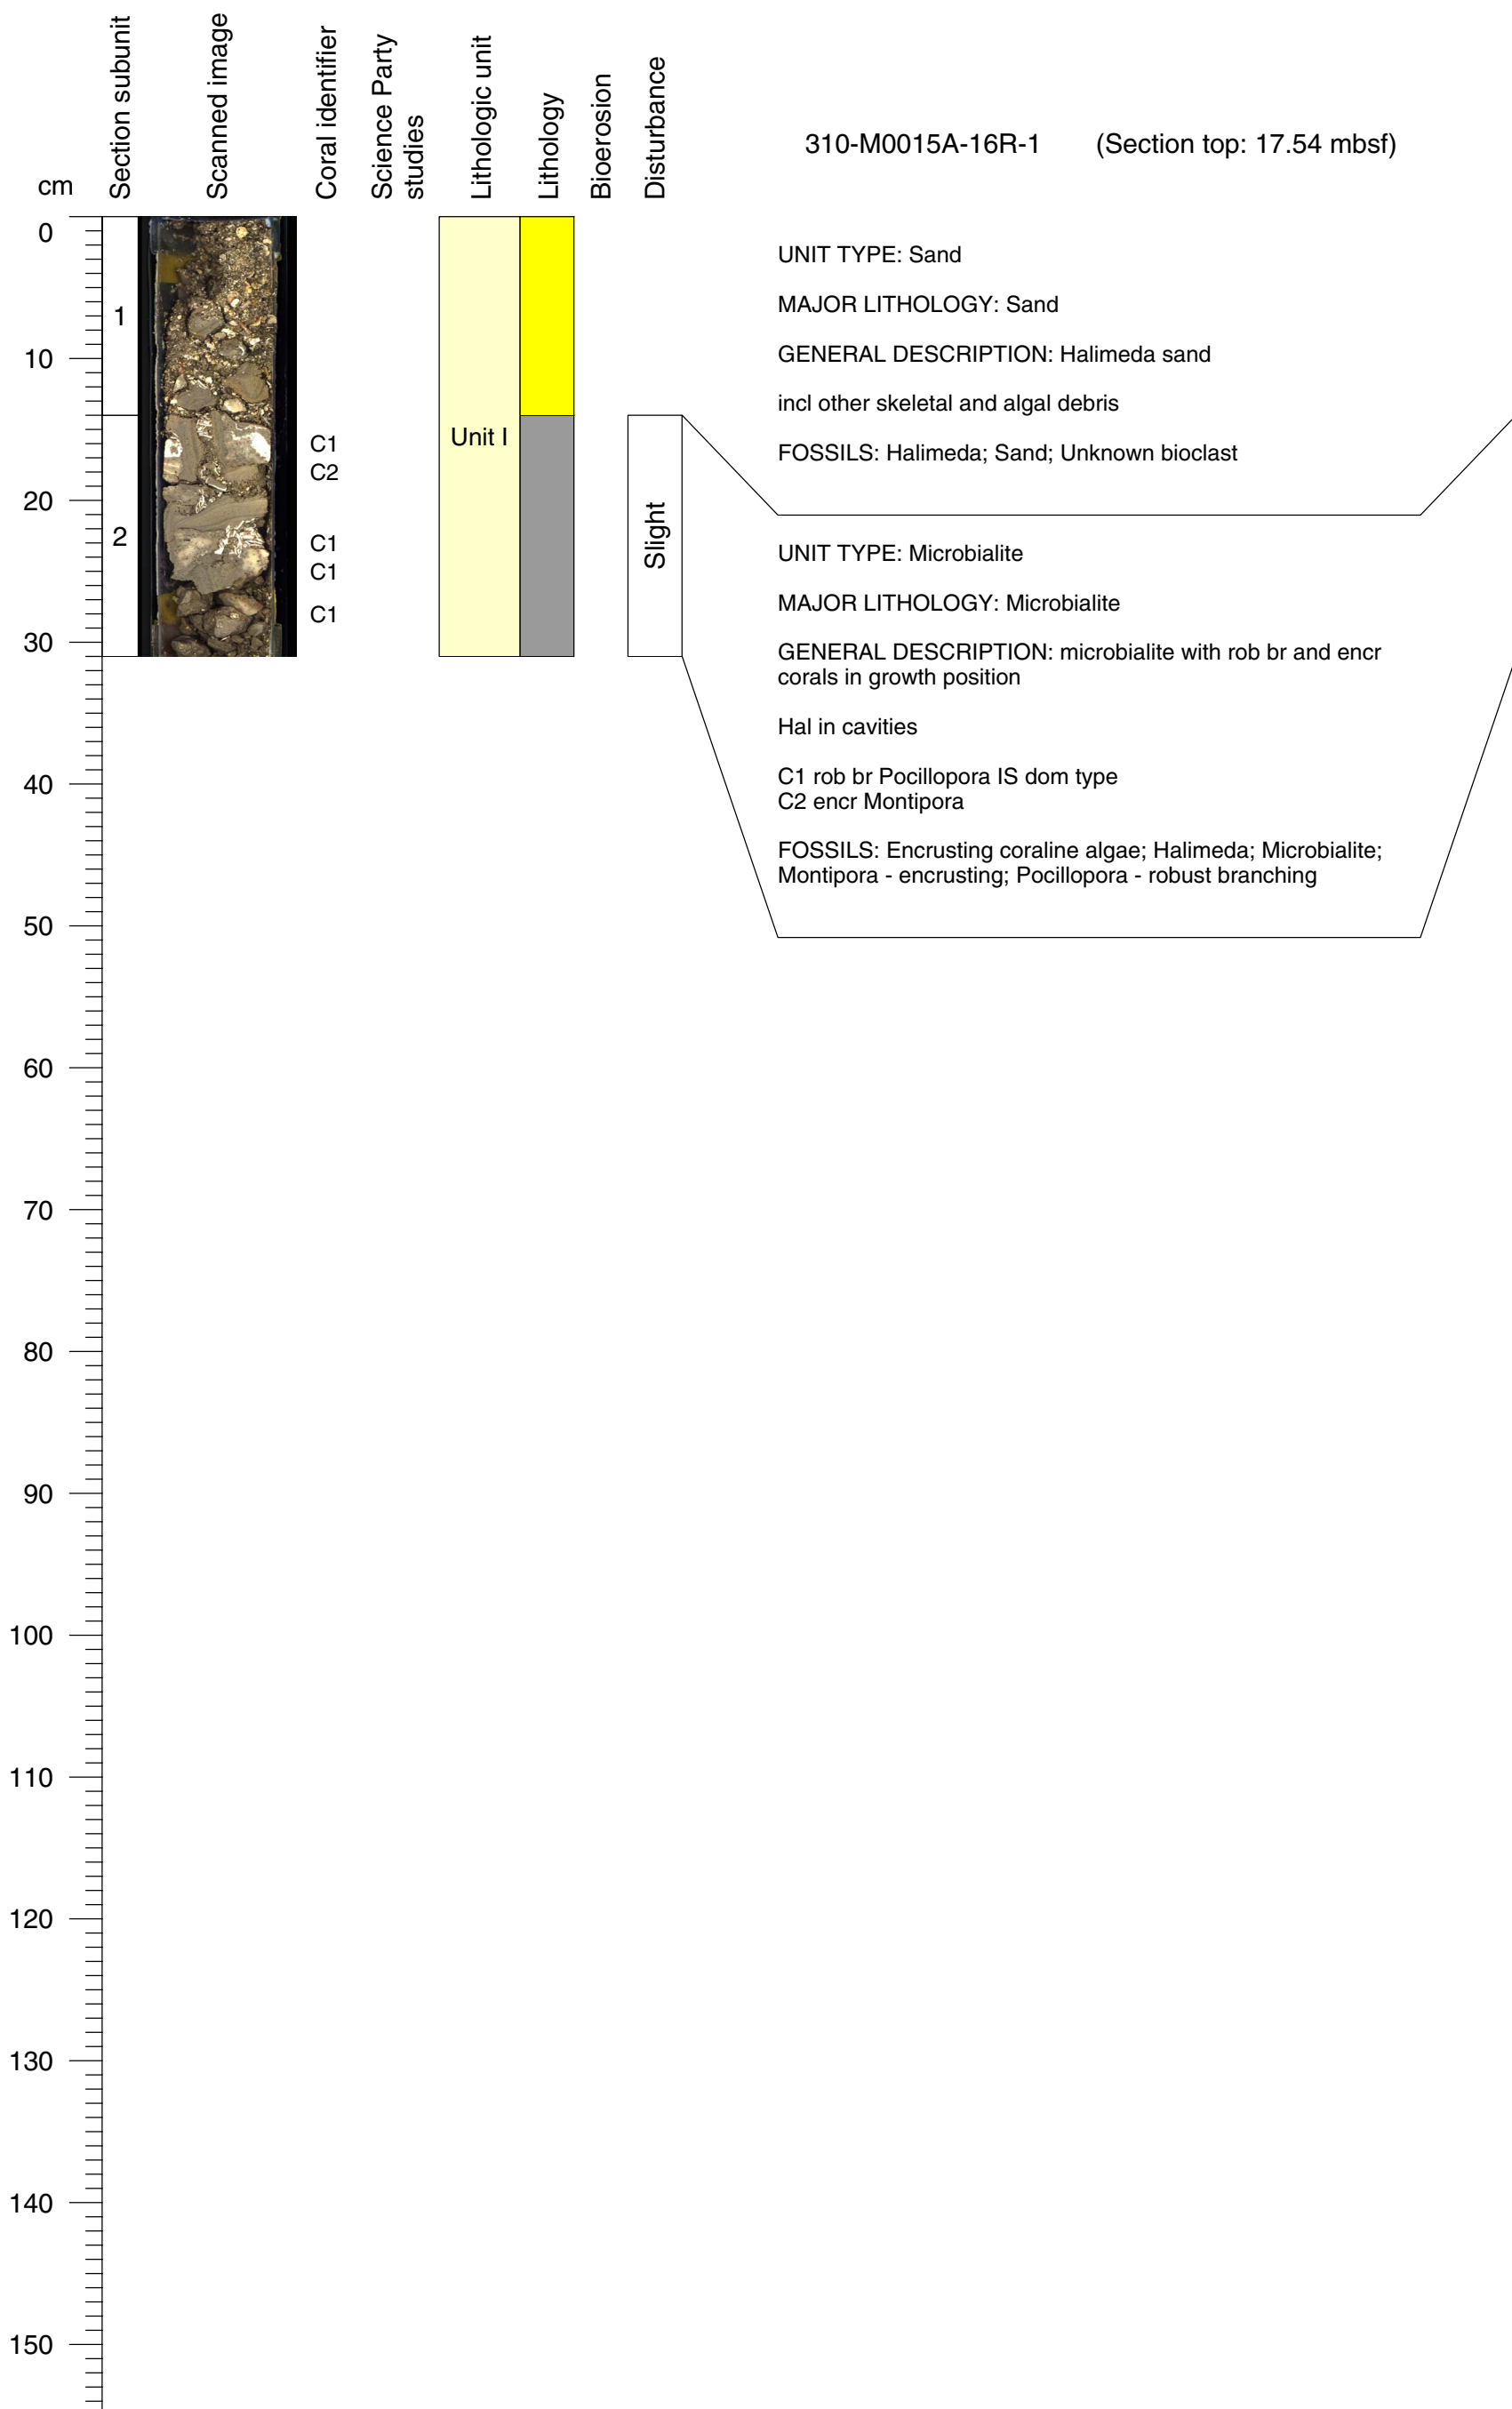 Section subunit
Scanned image
Coral identifier
Science Party
studies
Lithologic unit
Lithology
Bioerosion
Disturbance
310-M0015A-16R-1 (Section top: 17.54 mbsf)
cm
0
10
20
30
40
50
60
70
80
90
100
110
120
130
140
150
1
2
C1
C2
C1
C1
C1
Unit I
Slight
UNIT TYPE: Sand
MAJOR LITHOLOGY: Sand
GENERAL DESCRIPTION: Halimeda sand
incl other skeletal and algal debris
FOSSILS: Halimeda; Sand; Unknown bioclast
UNIT TYPE: Microbialite
MAJOR LITHOLOGY: Microbialite
GENERAL DESCRIPTION: microbialite with rob br and encr
corals in growth position
Hal in cavities
C1 rob br Pocillopora IS dom type
C2 encr Montipora
FOSSILS: Encrusting coraline algae; Halimeda; Microbialite;
Montipora - encrusting; Pocillopora - robust branching